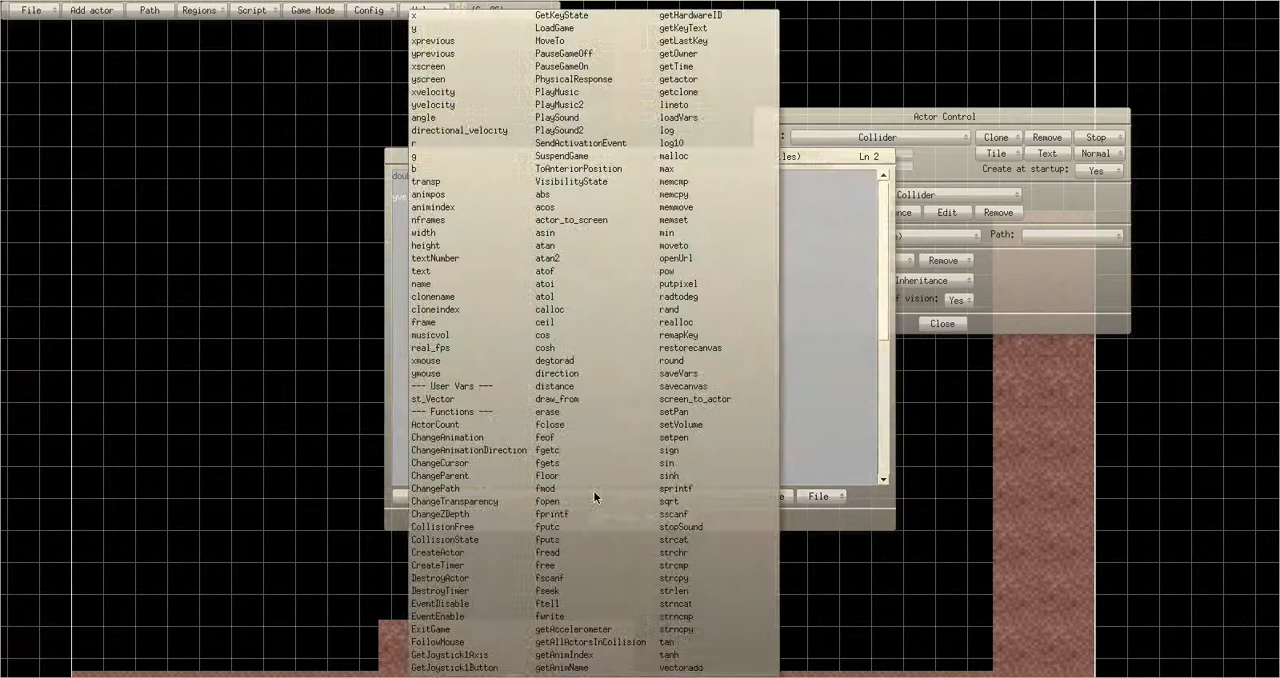 File Add actor Path Regions Script Game Mode Config
x GetKeyState getHardwareID
y LoadGame getKeyText
xprevious MoveTo getLastKey
yprevious PauseGameOff getOwner
xscreen PauseGameOn getTime
yscreen PhysicalResponse getactor
xvelocity PlayMusic getclone
yvelocity PlayMusic2 lineto
angle PlaySound loadVars
directional_velocity PlaySound2 log
r SendActivationEvent log10
g SuspendGame malloc
b ToAnteriorPosition max
transp VisibilityState memcmp
animpos abs memcpy
animindex acos memmove
nframes actor_to_screen memset
width asin min
height atan moveto
textNumber atan2 openUrl
text atof pow
name atoi putpixel
clonename atol radtodeg
cloneindex calloc rand
frame ceil realloc
musicvol cos remapKey
real_fps cosh restorecanvas
xmouse degtorad round
ymouse direction saveVars
--- User Vars --- distance savecanvas
st_Vector draw_from screen_to_actor
--- Functions --- erase setPan
ActorCount fclose setVolume
ChangeAnimation feof setpen
ChangeAnimationDirection fgetc sign
ChangeCursor fgets sin
ChangeParent floor sinh
ChangePath fmod sprintf
ChangeTransparency fopen sqrt
ChangeZDepth fprintf sscanf
CollisionFree fputc stopSound
CollisionState fputs strcat
CreateActor fread strchr
CreateTimer free strcmp
DestroyActor fscanf strcpy
DestroyTimer fseek strlen
EventDisable ftell strncat
EventEnable fwrite strncmp
ExitGame getAccelerometer strncpy
FollowMouse getAllActorsInCollision tan
GetJoystick1Axis getAnimIndex tanh
GetJoystick1Button getAnimName vectorado
les) Ln 2
dou
yve
e File
Actor Control
: Collider Clone Remove Stop
Tile Text Normal
Create at startup: Yes
Collider
nce Edit Remove
e) Path:
Remove
Inheritance
f vision: Yes
Close